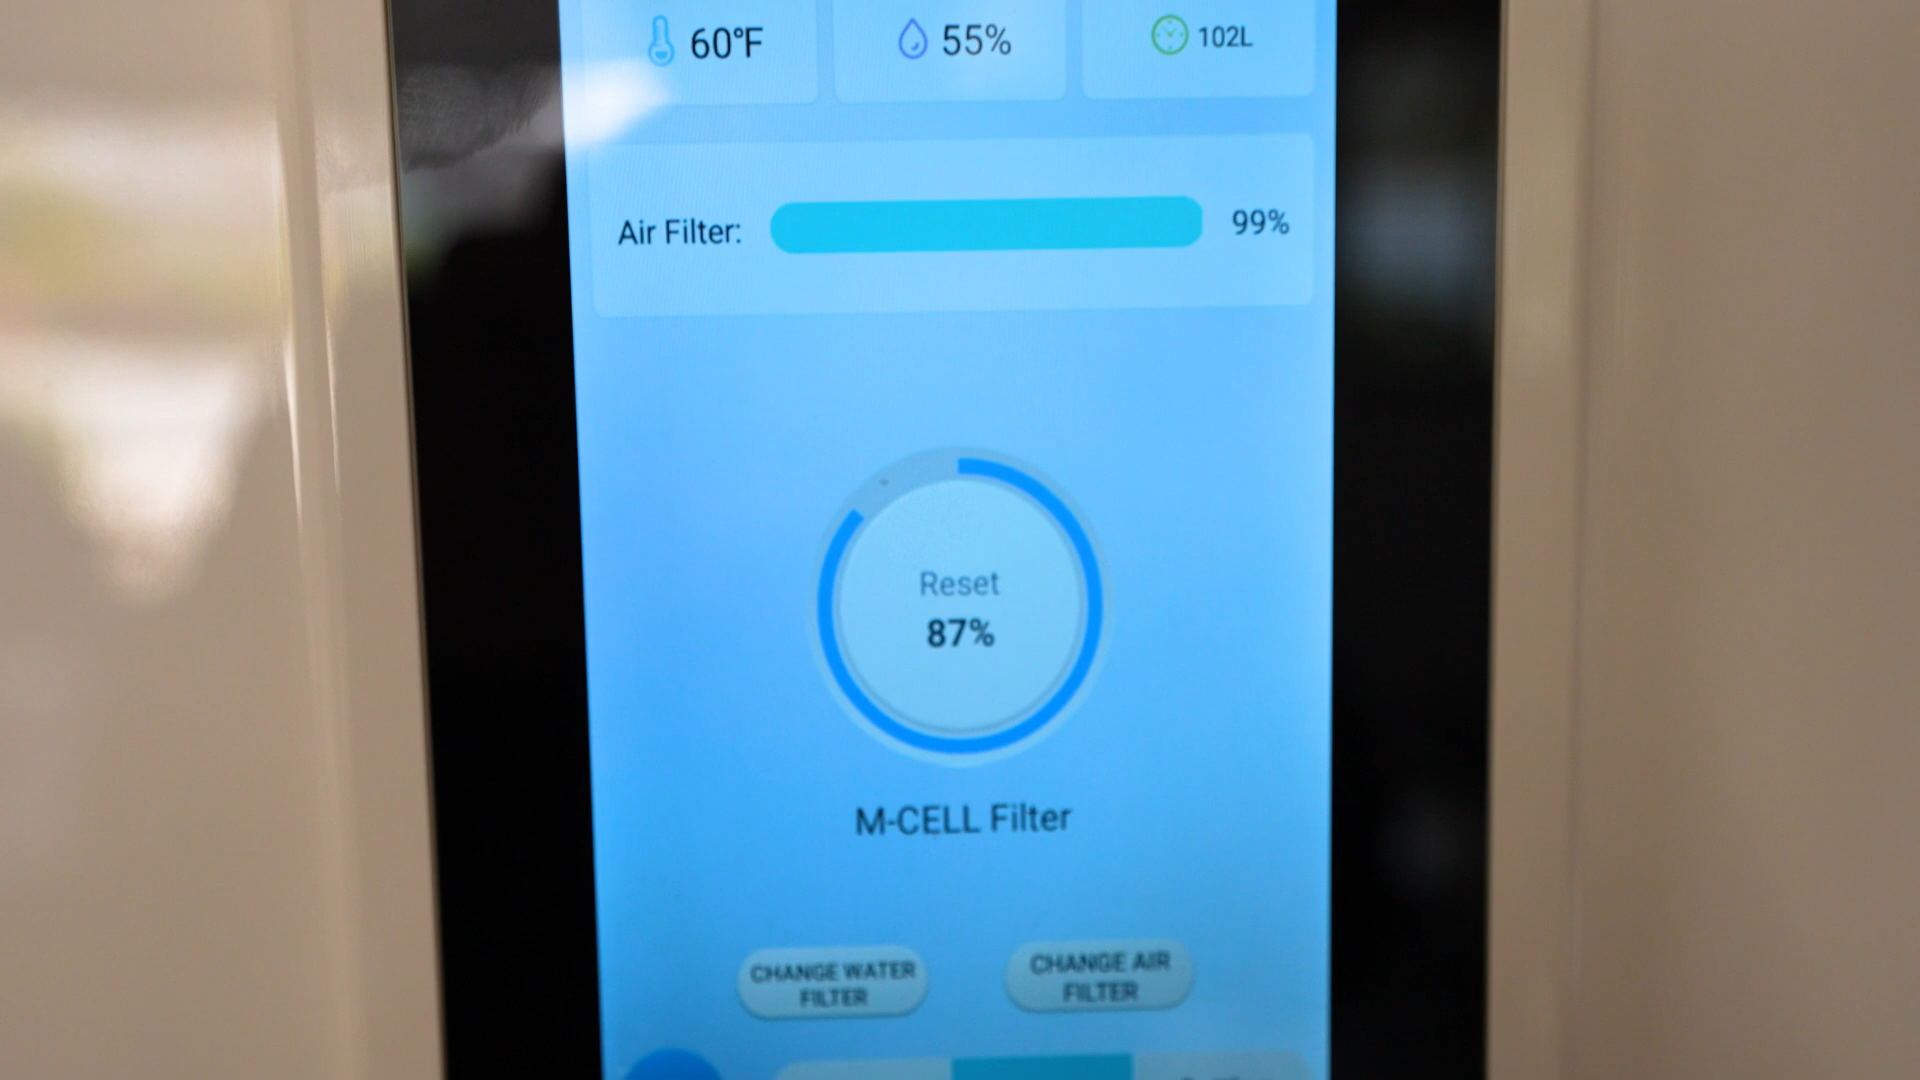 60°F
55%
102L
Air Filter:
99%
Reset
87%
M-CELL Filter
CHANGE WATER
FILTER
CHANGE AIR
FILTER